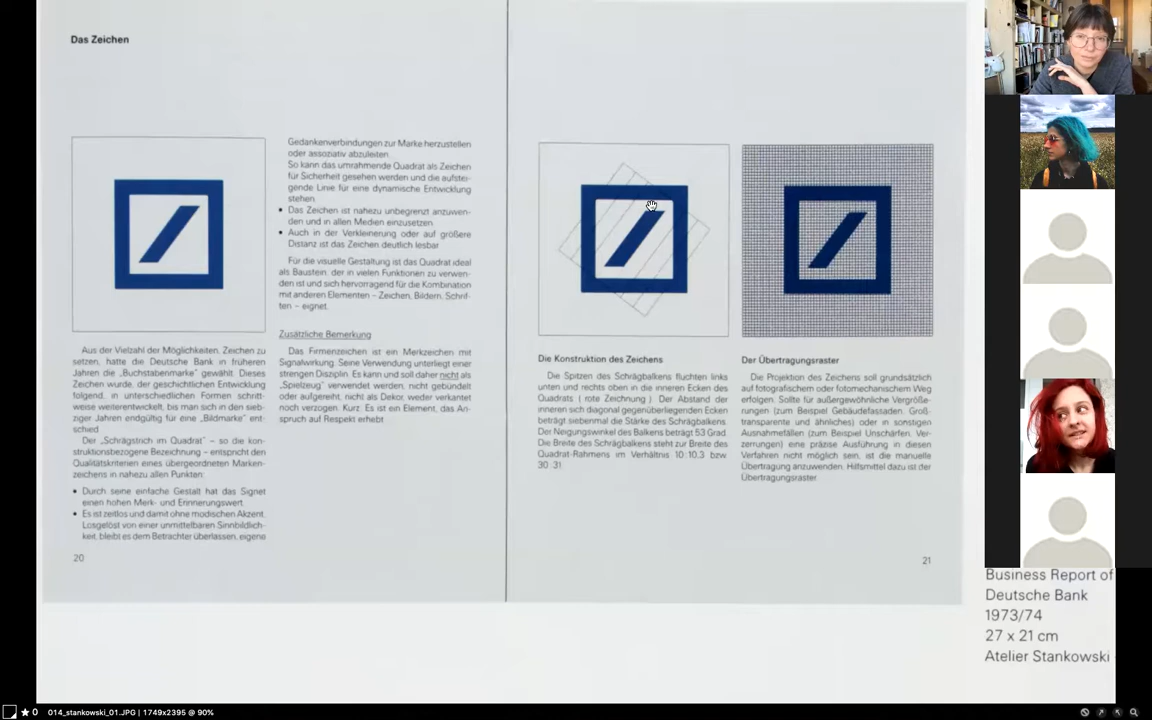 Das Zeichen
Aus der Vielzahl der Möglichkeiten, Zeichen zu
setzen, hatte die Deutsche Bank in früheren
Jahren die „Buchstabenmarke" gewählt. Dieses
Zeichen wurde, der geschichtlichen Entwicklung
folgend, in unterschiedlichen Formen schritt-
weise weiterentwickelt, bis man sich in den sieb-
ziger Jahren endgültig für eine „Bildmarke" ent-
schied.
Der „Schrägstrich im Quadrat" – so die kon-
struktionsbezogene Bezeichnung – entspricht den
Qualitätskriterien eines übergeordneten Marken-
zeichens in nahezu allen Punkten:
• Durch seine einfache Gestalt hat das Signet
einen hohen Merk- und Erinnerungswert.
• Es ist zeitlos und damit ohne modischen Akzent.
Losgelöst von einer unmittelbaren Sinnbildlich-
keit, bleibt es dem Betrachter überlassen, eigene
20
Gedankenverbindungen zur Marke herzustellen
oder assoziativ abzuleiten.
So kann das umrahmende Quadrat als Zeichen
für Sicherheit gesehen werden und die aufstei-
gende Linie für eine dynamische Entwicklung
stehen.
• Das Zeichen ist nahezu unbegrenzt anzuwen-
den und in allen Medien einzusetzen.
• Auch in der Verkleinerung oder auf größere
Distanz ist das Zeichen deutlich lesbar.
Für die visuelle Gestaltung ist das Quadrat ideal
als Baustein, der in vielen Funktionen zu verwen-
den ist und sich hervorragend für die Kombination
mit anderen Elementen – Zeichen, Bildern, Schrif-
ten – eignet.
Zusätzliche Bemerkung
Das Firmenzeichen ist ein Merkzeichen mit
Signalwirkung. Seine Verwendung unterliegt einer
strengen Disziplin. Es kann und soll daher nicht als
„Spielzeug" verwendet werden, nicht gebündelt
oder aufgereiht, nicht als Dekor, weder verkantet
noch verzogen. Kurz: Es ist ein Element, das An-
spruch auf Respekt erhebt.
Die Konstruktion des Zeichens
Die Spitzen des Schrägbalkens fluchten links
unten und rechts oben in die inneren Ecken des
Quadrats ( rote Zeichnung ). Der Abstand der
inneren sich diagonal gegenüberliegenden Ecken
beträgt siebenmal die Stärke des Schrägbalkens.
Der Neigungswinkel des Balkens beträgt 53 Grad.
Die Breite des Schrägbalkens steht zur Breite des
Quadrat-Rahmens im Verhältnis 10:10,3 bzw.
30:31.
Der Übertragungsraster
Die Projektion des Zeichens soll grundsätzlich
auf fotografischem oder fotomechanischem Weg
erfolgen. Sollte für außergewöhnliche Vergröße-
rungen (zum Beispiel Gebäudefassaden, Groß-
transparente und ähnliches) oder in sonstigen
Ausnahmefällen (zum Beispiel Unschärfen, Ver-
zerrungen) eine präzise Ausführung in diesen
Verfahren nicht möglich sein, ist die manuelle
Übertragung anzuwenden. Hilfsmittel dazu ist der
Übertragungsraster.
21
Business Report of
Deutsche Bank
1973/74
27 x 21 cm
Atelier Stankowski
0 014_stankowski_01.JPG | 1749x2395 @ 90%